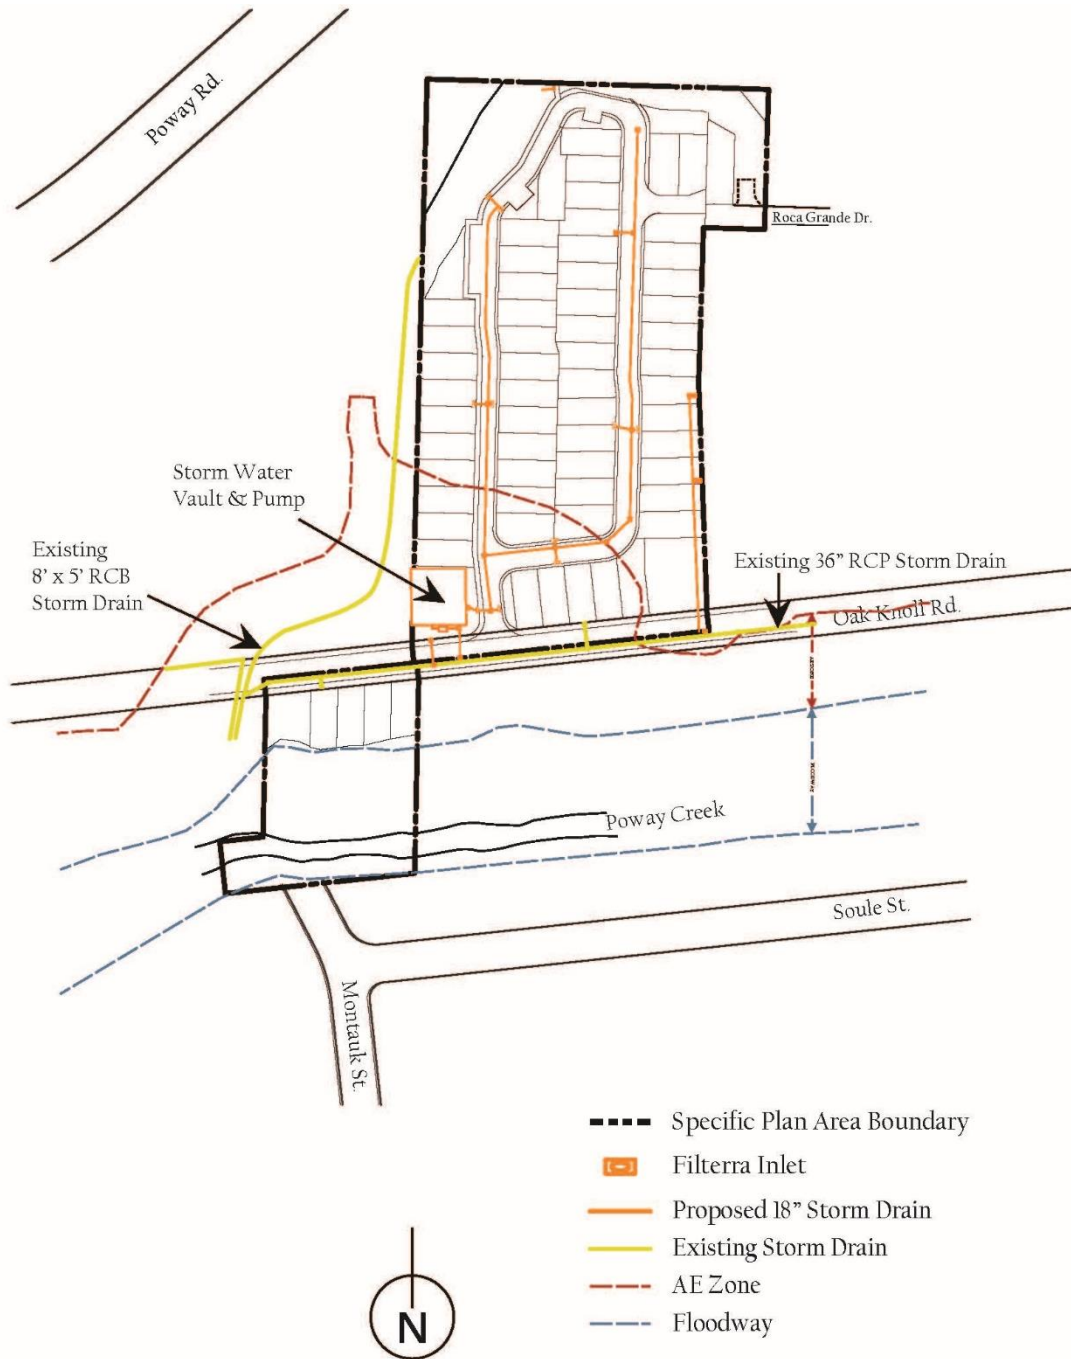 Poway Rd.
Roca Grande Dr.
Storm Water
Vault & Pump
Existing
8' x 5' RCB
Storm Drain
Existing 36" RCP Storm Drain
Oak Knoll Rd.
Poway Creek
Soule St.
Montauk St.
Specific Plan Area Boundary
Filterra Inlet
Proposed 18" Storm Drain
Existing Storm Drain
AE Zone
Floodway
N